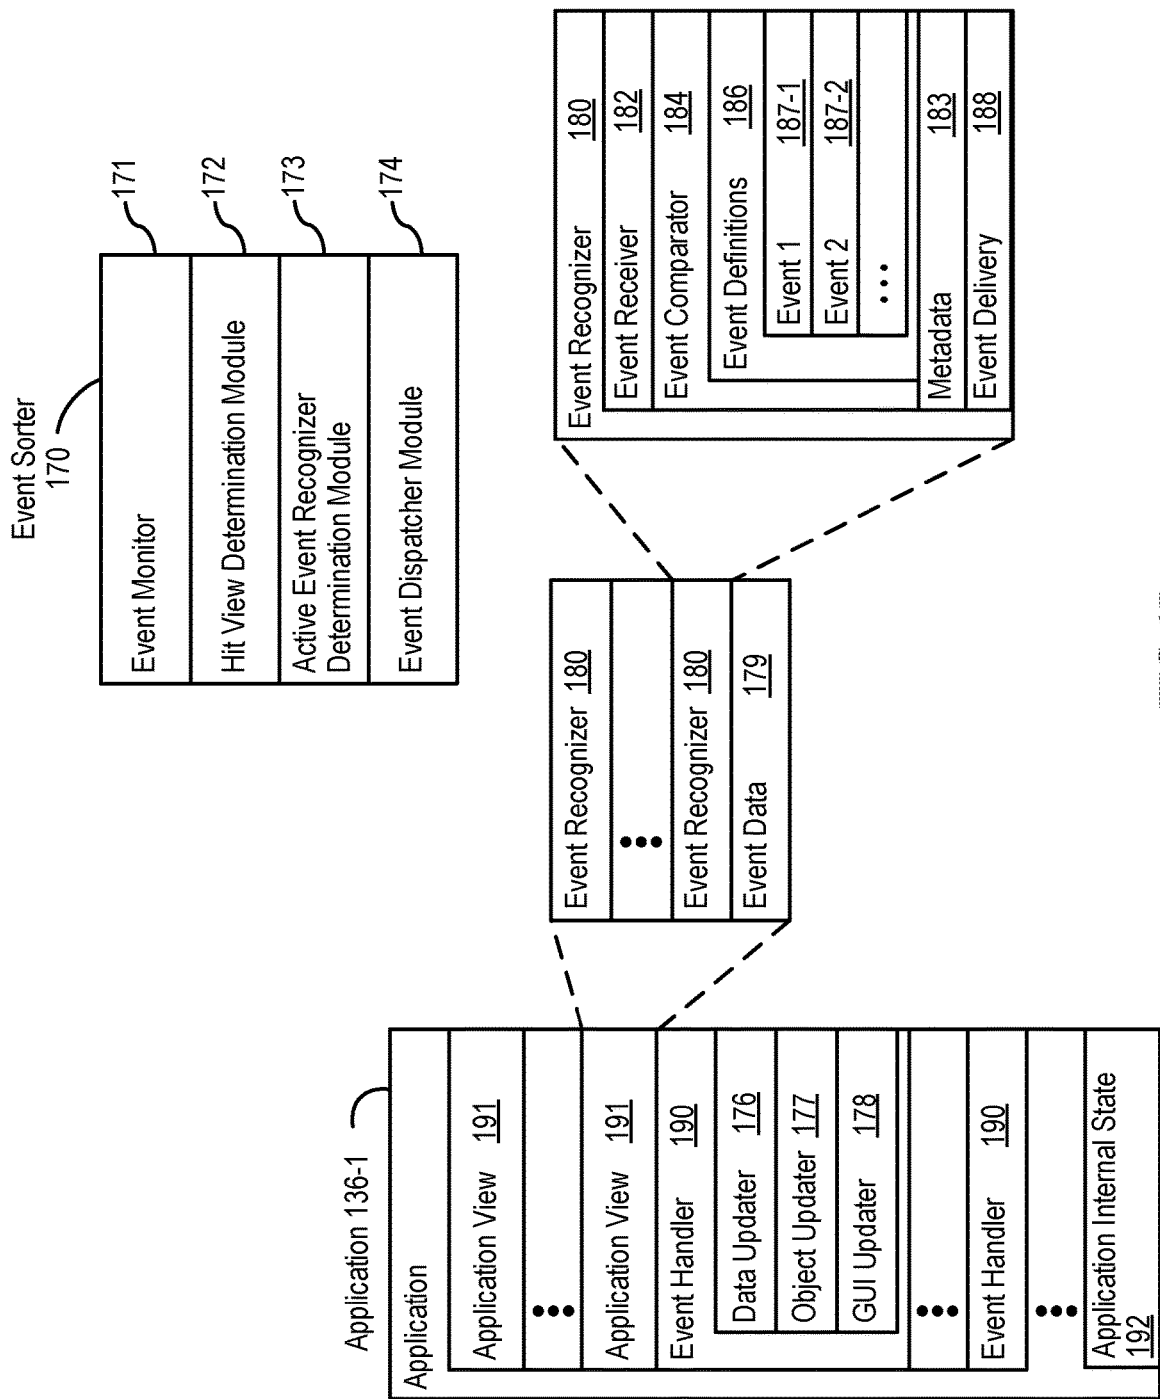 Event Sorter
170
Event Monitor
171
Hit View Determination Module
172
Active Event Recognizer
Determination Module
173
Event Dispatcher Module
174
Application 136-1
Application
Application View 191
•••
Application View 191
Event Handler 190
Data Updater 176
Object Updater 177
GUI Updater 178
•••
Event Handler 190
•••
Application Internal State
192
Event Recognizer 180
•••
Event Recognizer 180
Event Data 179
Event Recognizer 180
Event Receiver 182
Event Comparator 184
Event Definitions 186
Event 1 187-1
Event 2 187-2
•••
Metadata 183
Event Delivery 188